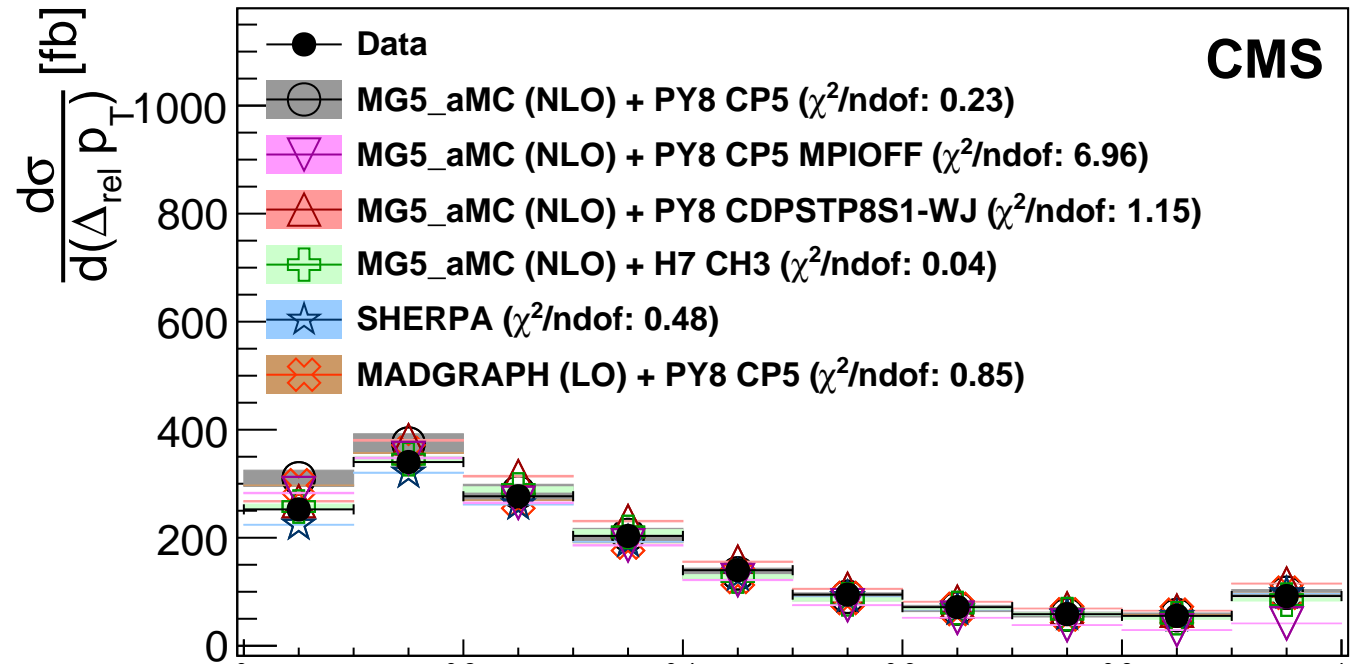 dσ
d(Δrel pT) [fb]
CMS
Data
MG5_aMC (NLO) + PY8 CP5 (χ²/ndof: 0.23)
MG5_aMC (NLO) + PY8 CP5 MPIOFF (χ²/ndof: 6.96)
MG5_aMC (NLO) + PY8 CDPSTP8S1-WJ (χ²/ndof: 1.15)
MG5_aMC (NLO) + H7 CH3 (χ²/ndof: 0.04)
SHERPA (χ²/ndof: 0.48)
MADGRAPH (LO) + PY8 CP5 (χ²/ndof: 0.85)
1000
800
600
400
200
0